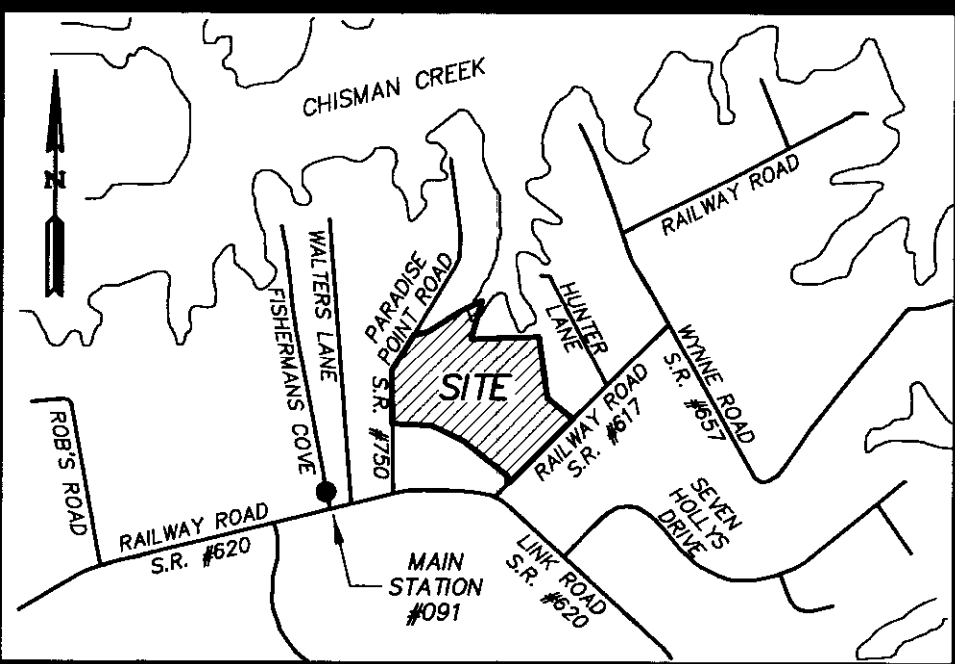 CHISMAN CREEK
N
RAILWAY ROAD
WALTERS LANE
FISHERMANS COVE
PARADISE
POINT ROAD
S.R. #750
HUNTER
LANE
SITE
WYNNE ROAD
S.R. #657
RAILWAY ROAD
S.R. #617
ROB'S ROAD
RAILWAY ROAD
S.R. #620
MAIN
STATION
#091
LINK ROAD
S.R. #620
SEVEN
HOLLYS
DRIVE